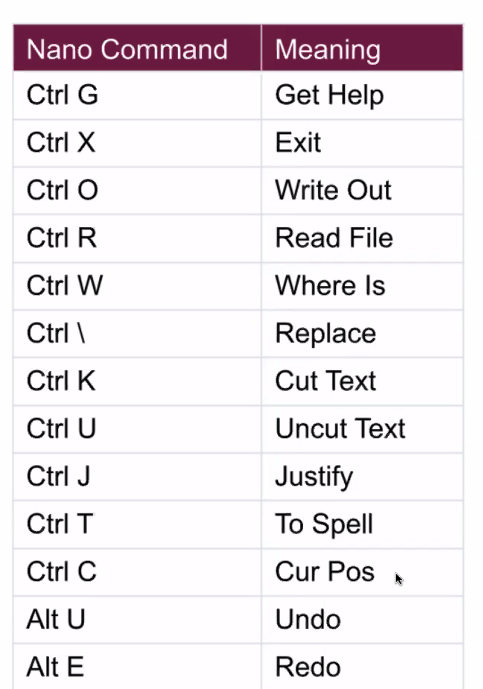 Nano Command Meaning
Ctrl G Get Help
Ctrl X Exit
Ctrl O Write Out
Ctrl R Read File
Ctrl W Where Is
Ctrl \ Replace
Ctrl K Cut Text
Ctrl U Uncut Text
Ctrl J Justify
Ctrl T To Spell
Ctrl C Cur Pos
Alt U Undo
Alt E Redo